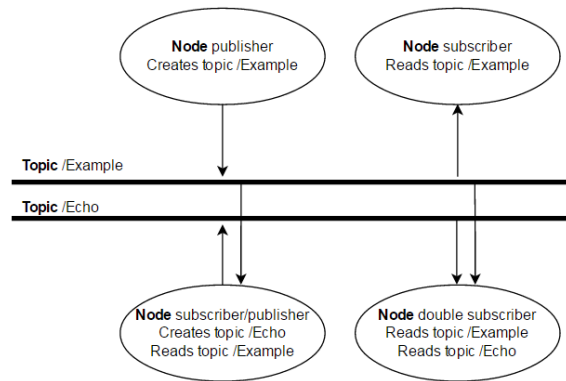 Node publisher
Creates topic /Example
Node subscriber
Reads topic /Example
Topic /Example
Topic /Echo
Node subscriber/publisher
Creates topic /Echo
Reads topic /Example
Node double subscriber
Reads topic /Example
Reads topic /Echo